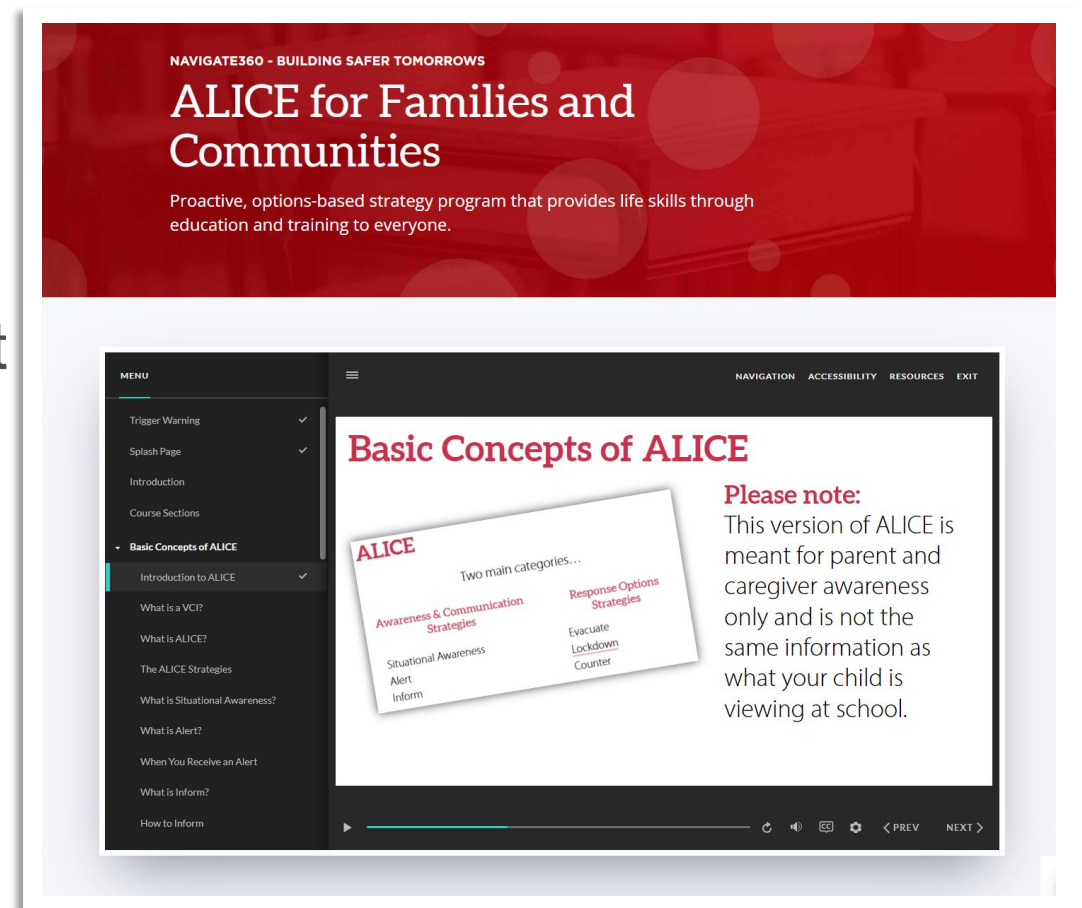 NAVIGATE360 - BUILDING SAFER TOMORROWS
ALICE for Families and
Communities
Proactive, options-based strategy program that provides life skills through
education and training to everyone.
t
MENU
NAVIGATION ACCESSIBILITY RESOURCES EXIT
Trigger Warning
Splash Page
Introduction
Course Sections
Basic Concepts of ALICE
Introduction to ALICE
What is a VCI?
What is ALICE?
The ALICE Strategies
What is Situational Awareness?
What is Alert?
When You Receive an Alert
What is Inform?
How to Inform
Basic Concepts of ALICE
ALICE
Two main categories...
Awareness & Communication
Strategies
Situational Awareness
Alert
Inform
Response Options
Strategies
Evacuate
Lockdown
Counter
Please note:
This version of ALICE is
meant for parent and
caregiver awareness
only and is not the
same information as
what your child is
viewing at school.
CC
PREV
NEXT